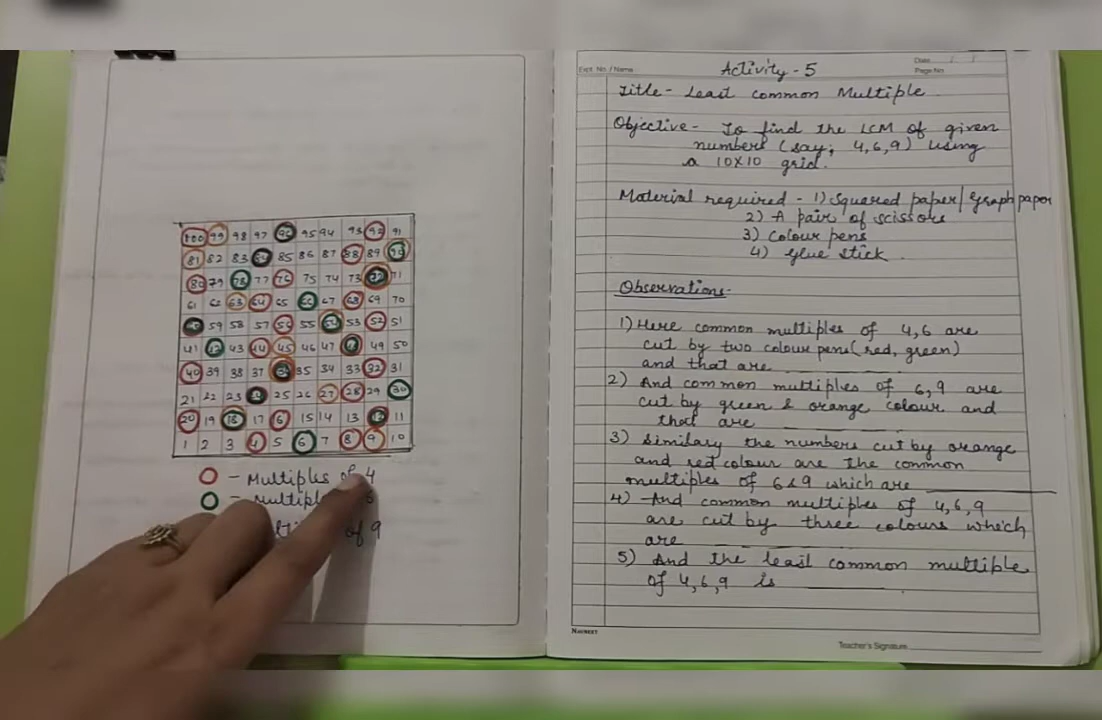 100 99 98 97 96 95 94 93 92 91
81 82 83 84 85 86 87 88 89 90
80 79 78 77 76 75 74 73 72 71
61 62 63 64 65 66 67 68 69 70
60 59 58 57 56 55 54 53 52 51
41 42 43 44 45 46 47 48 49 50
40 39 38 37 36 35 34 33 32 31
21 22 23 24 25 26 27 28 29 30
20 19 18 17 16 15 14 13 12 11
1 2 3 4 5 6 7 8 9 10
- Multiples of 4
- Multiple
of 9
Expt. No. / Name
Date
Page No.
Activity - 5
Title - Least common Multiple
Objective - To find the LCM of given
numbers (say, 4,6,9) using
a 10x10 grid.
Material required - 1) Squared paper/Graph paper
2) A pair of scissors
3) Colour pens
4) Glue stick.
Observations -
1) Here common multiples of 4,6 are
cut by two colour pens (red, green)
and that are
2) And common multiples of 6,9 are
cut by green & orange colour and
that are
3) Similary the numbers cut by orange
and red colour are the common
multiples of 6 & 9 which are
4) And common multiples of 4,6,9
are cut by three colours which
are
5) And the least common multiple
of 4,6,9 is
NAVNEET
Teacher's Signature